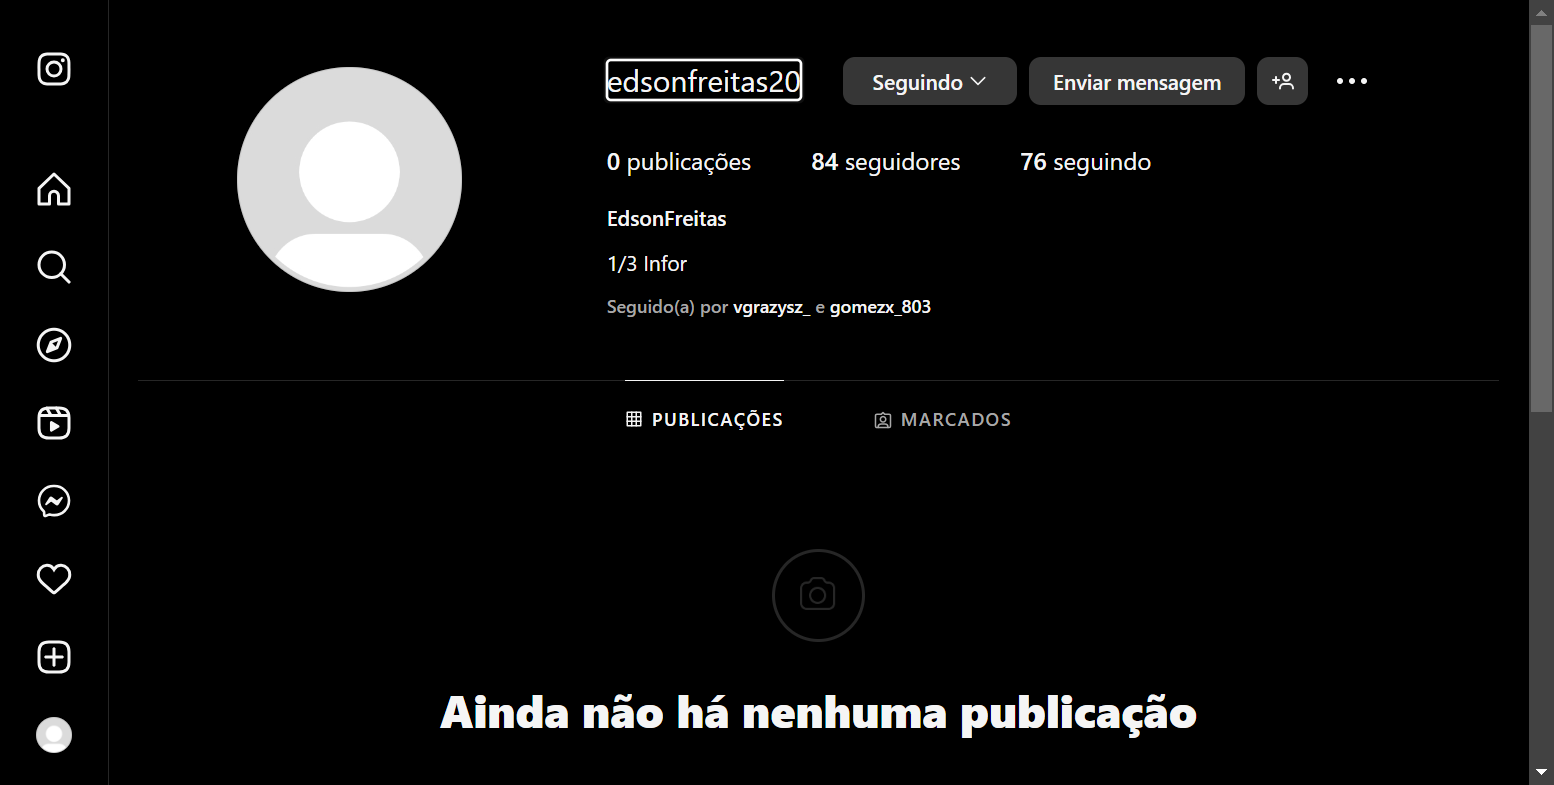 edsonfreitas20
Seguindo
Enviar mensagem
0 publicações
84 seguidores
76 seguindo
EdsonFreitas
1/3 Infor
Seguido(a) por vgrazysz_ e gomezx_803
PUBLICAÇÕES
MARCADOS
Ainda não há nenhuma publicação